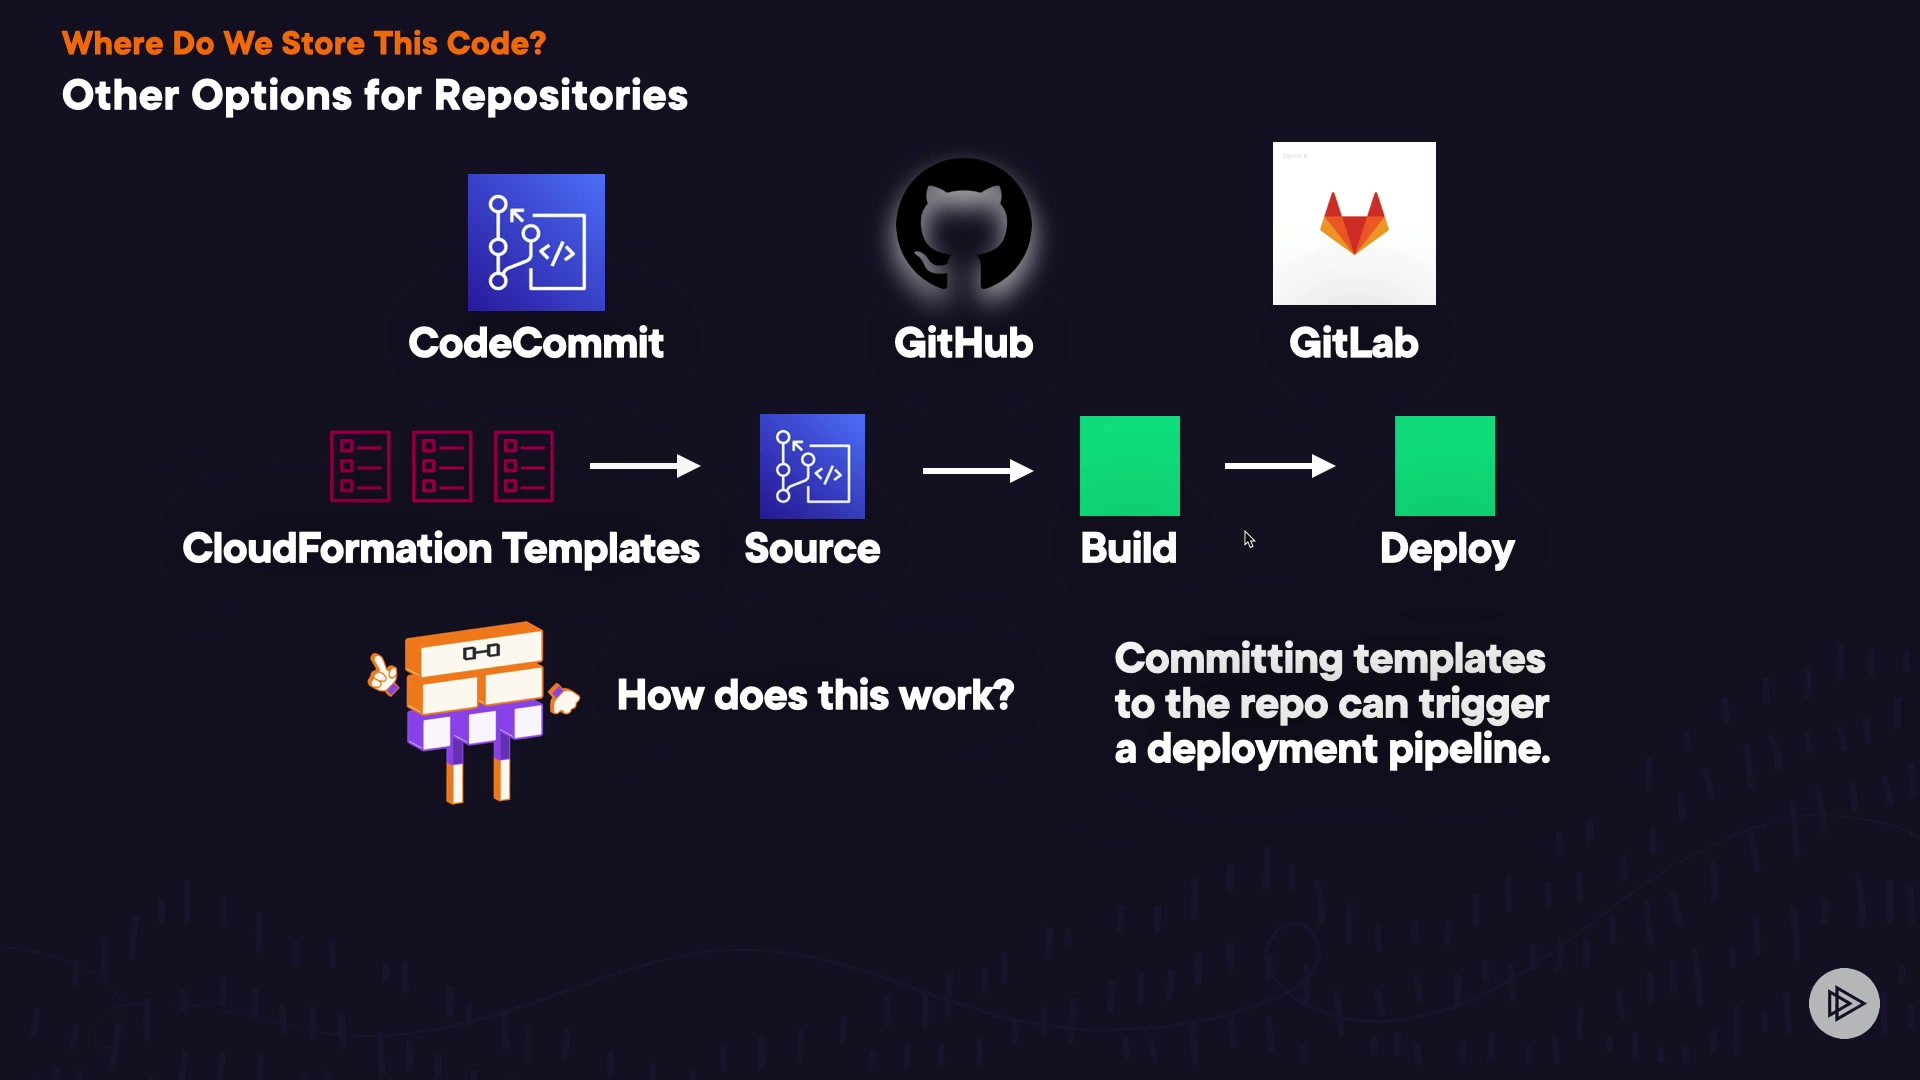 Where Do We Store This Code?
Other Options for Repositories
Option A
CodeCommit
GitHub
GitLab
CloudFormation Templates
Source
Build
Deploy
How does this work?
Committing templates
to the repo can trigger
a deployment pipeline.